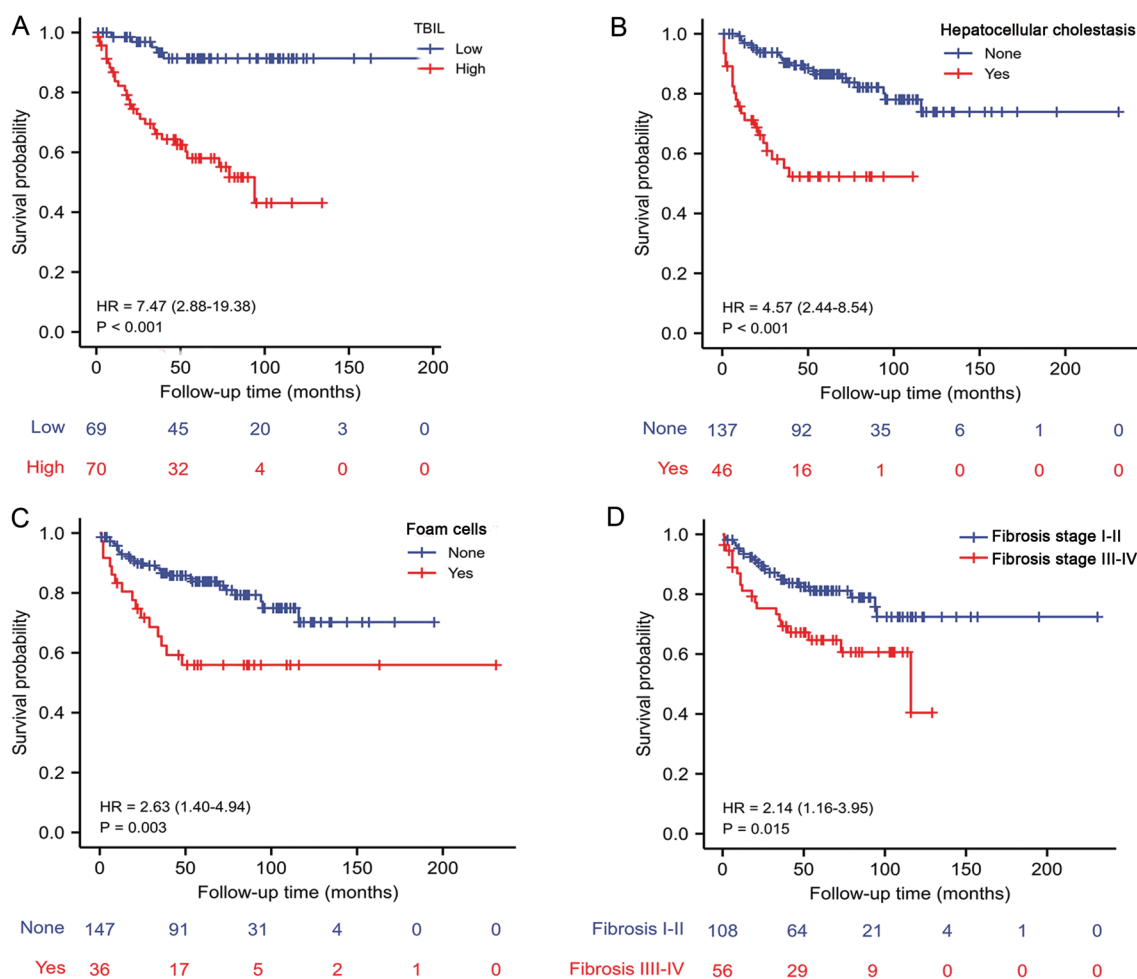 A
TBIL
Low
High
1.0
0.8
0.6
0.4
0.2
0.0
Survival probability
HR = 7.47 (2.88-19.38)
P < 0.001
0 50 100 150 200
Follow-up time (months)
Low 69 45 20 3 0
High 70 32 4 0 0
B
Hepatocellular cholestasis
None
Yes
1.0
0.8
0.6
0.4
0.2
0.0
Survival probability
HR = 4.57 (2.44-8.54)
P < 0.001
0 50 100 150 200
Follow-up time (months)
None 137 92 35 6 1 0
Yes 46 16 1 0 0 0
C
Foam cells
None
Yes
1.0
0.8
0.6
0.4
0.2
0.0
Survival probability
HR = 2.63 (1.40-4.94)
P = 0.003
0 50 100 150 200
Follow-up time (months)
None 147 91 31 4 0 0
Yes 36 17 5 2 1 0
D
Fibrosis stage I-II
Fibrosis stage III-IV
1.0
0.8
0.6
0.4
0.2
0.0
Survival probability
HR = 2.14 (1.16-3.95)
P = 0.015
0 50 100 150 200
Follow-up time (months)
Fibrosis I-II 108 64 21 4 1 0
Fibrosis IIII-IV 56 29 9 0 0 0